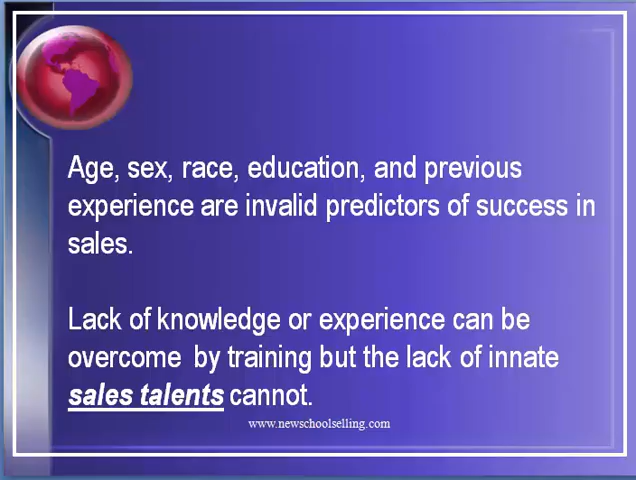 Age, sex, race, education, and previous
experience are invalid predictors of success in
sales.
Lack of knowledge or experience can be
overcome by training but the lack of innate
sales talents cannot.
www.newschoolselling.com